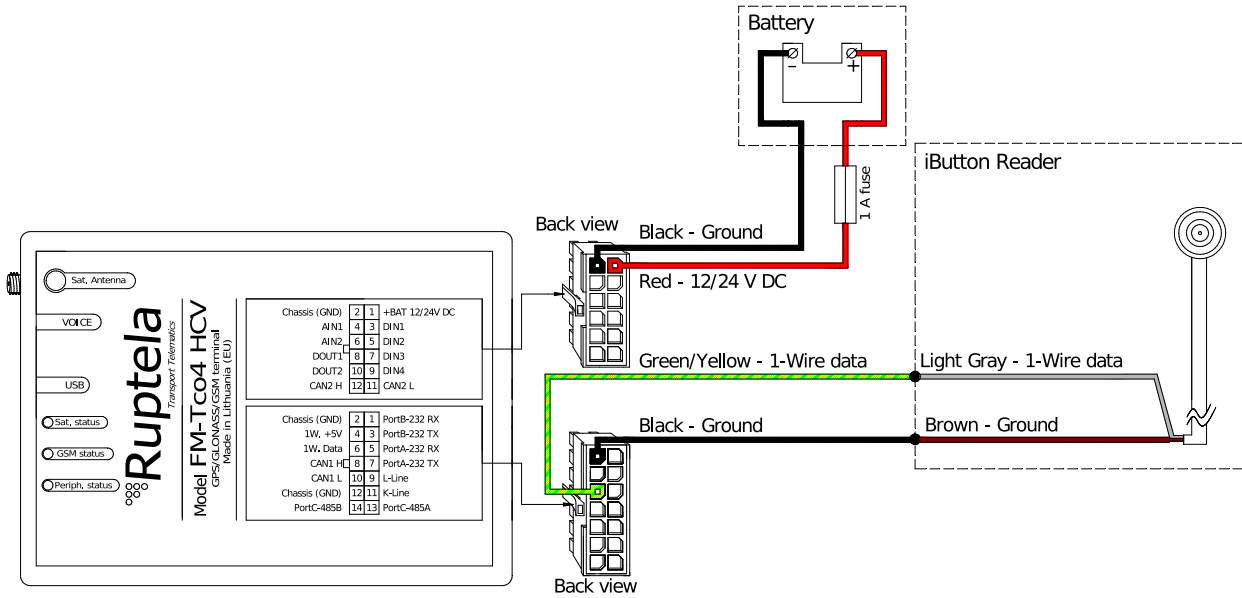 Battery
-
+
1 A fuse
iButton Reader
Back view
Black - Ground
Red - 12/24 V DC
Green/Yellow - 1-Wire data
Light Gray - 1-Wire data
Black - Ground
Brown - Ground
Back view
Sat. Antenna
VOICE
USB
Sat. status
GSM status
Periph. status
Ruptela
Transport Telematics
Model FM-Tco4 HCV
GPS/GLONASS/GSM terminal
Made in Lithuania (EU)
Chassis (GND) 2 1 +BAT 12/24V DC
AIN1 4 3 DIN1
AIN2 6 5 DIN2
DOUT1 8 7 DIN3
DOUT2 10 9 DIN4
CAN2 H 12 11 CAN2 L
Chassis (GND) 2 1 PortB-232 RX
1W. +5V 4 3 PortB-232 TX
1W. Data 6 5 PortA-232 RX
CAN1 H 8 7 PortA-232 TX
CAN1 L 10 9 L-Line
Chassis (GND) 12 11 K-Line
PortC-485B 14 13 PortC-485A